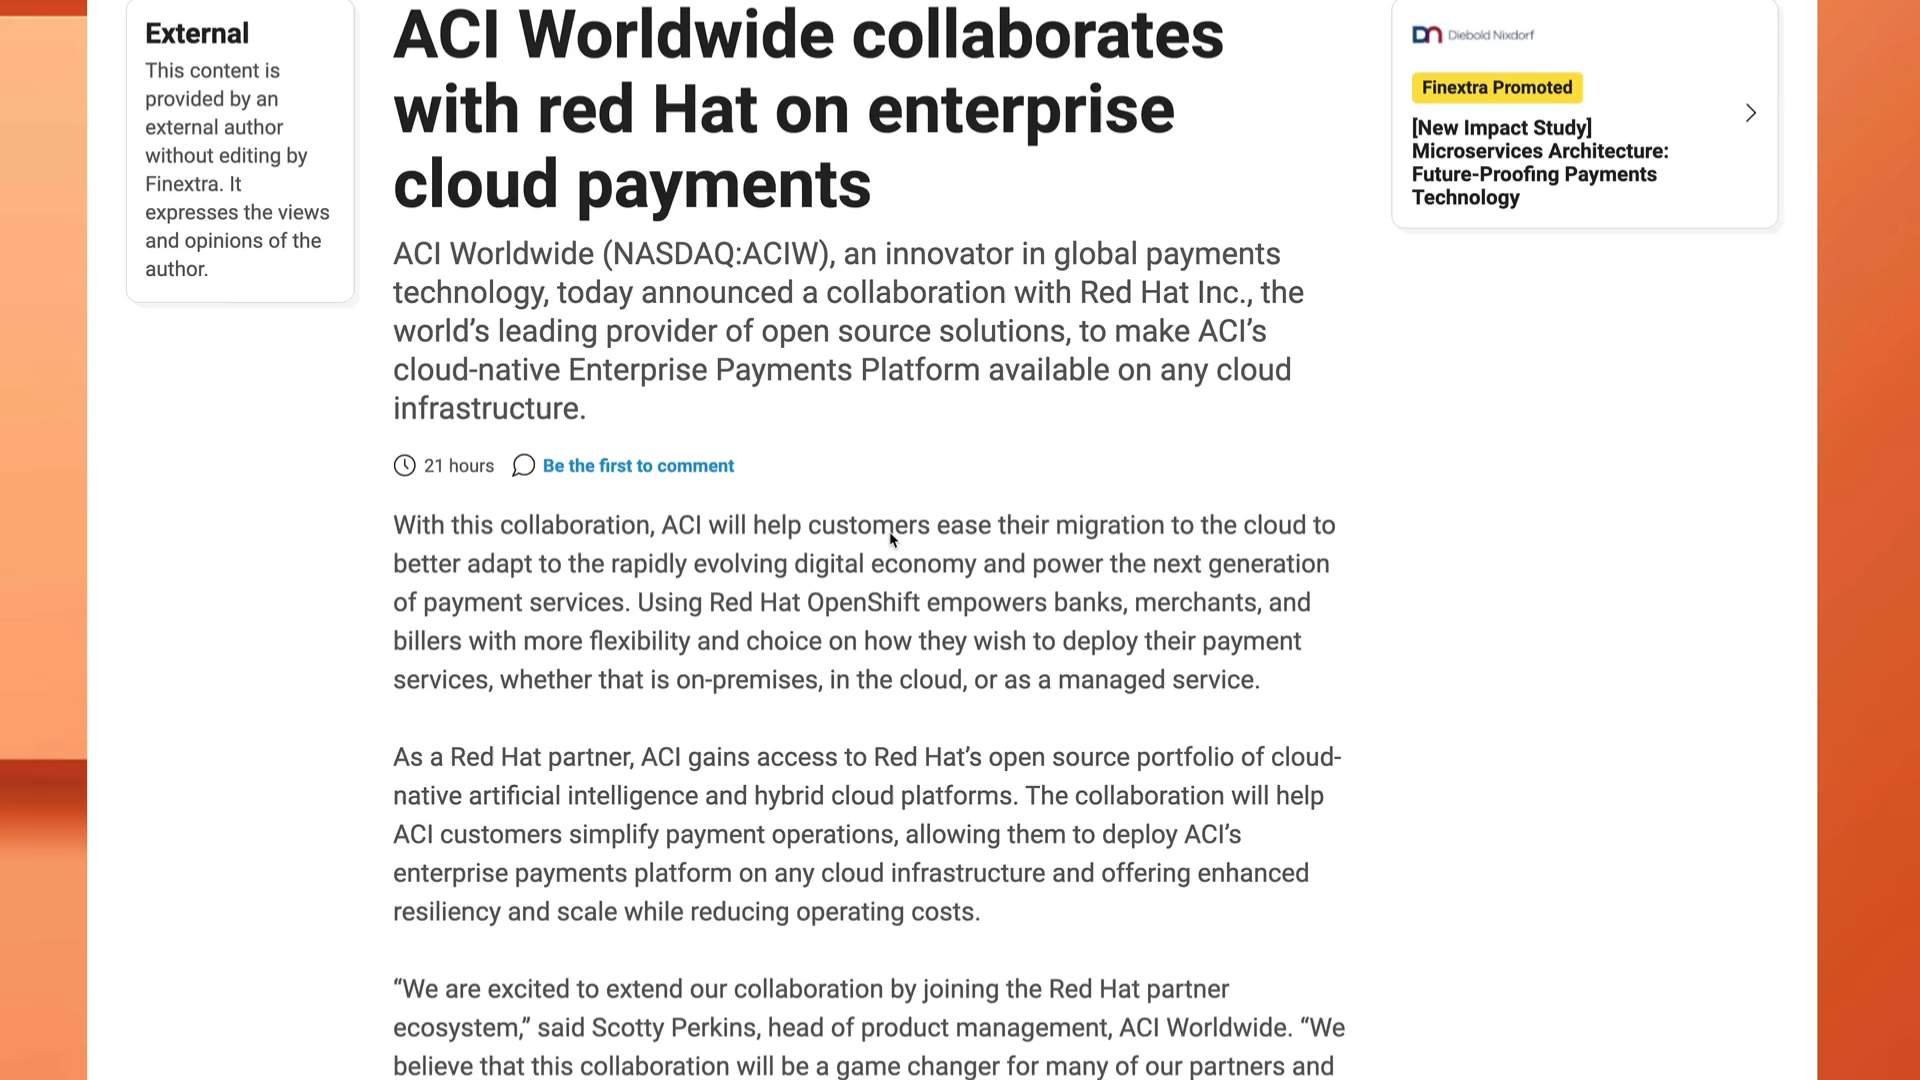 External
This content is
provided by an
external author
without editing by
Finextra. It
expresses the views
and opinions of the
author.
ACI Worldwide collaborates
with red Hat on enterprise
cloud payments
ACI Worldwide (NASDAQ:ACIW), an innovator in global payments
technology, today announced a collaboration with Red Hat Inc., the
world’s leading provider of open source solutions, to make ACI’s
cloud-native Enterprise Payments Platform available on any cloud
infrastructure.
21 hours Be the first to comment
With this collaboration, ACI will help customers ease their migration to the cloud to
better adapt to the rapidly evolving digital economy and power the next generation
of payment services. Using Red Hat OpenShift empowers banks, merchants, and
billers with more flexibility and choice on how they wish to deploy their payment
services, whether that is on-premises, in the cloud, or as a managed service.
As a Red Hat partner, ACI gains access to Red Hat’s open source portfolio of cloud-
native artificial intelligence and hybrid cloud platforms. The collaboration will help
ACI customers simplify payment operations, allowing them to deploy ACI’s
enterprise payments platform on any cloud infrastructure and offering enhanced
resiliency and scale while reducing operating costs.
“We are excited to extend our collaboration by joining the Red Hat partner
ecosystem,” said Scotty Perkins, head of product management, ACI Worldwide. “We
believe that this collaboration will be a game changer for many of our partners and
DN Diebold Nixdorf
Finextra Promoted
[New Impact Study]
Microservices Architecture:
Future-Proofing Payments
Technology